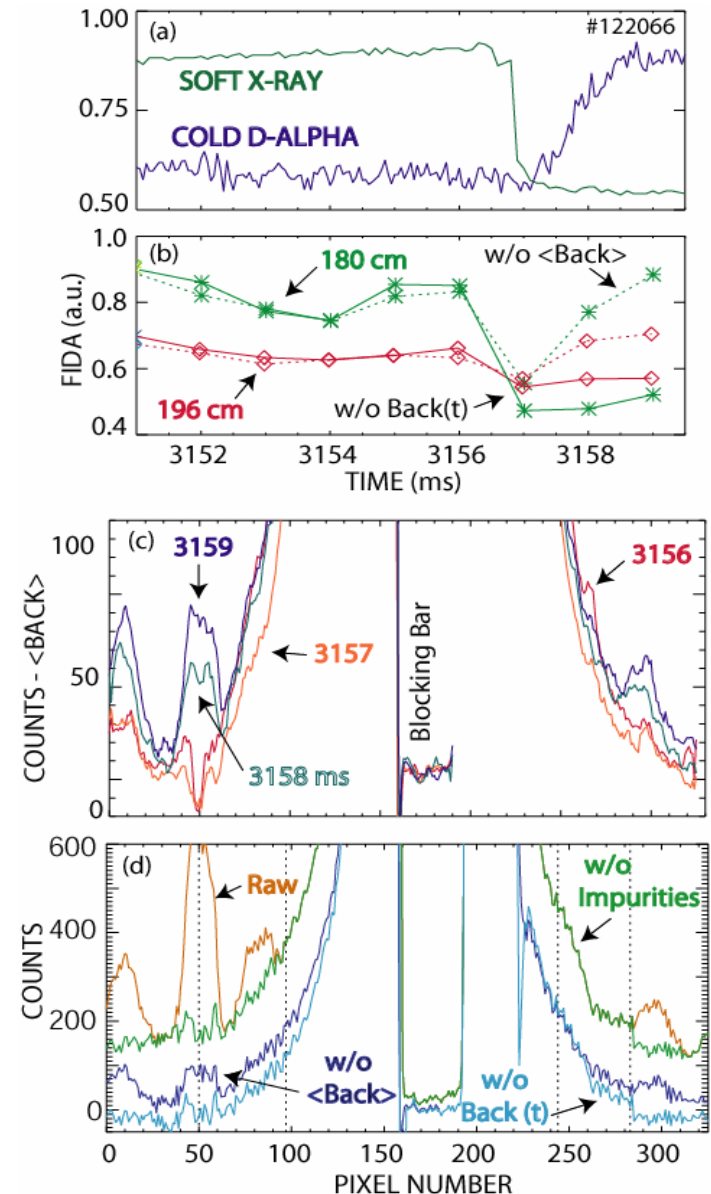 1.00
(a)
#122066
SOFT X-RAY
0.75
COLD D-ALPHA
0.50
1.0
(b)
180 cm
w/o <Back>
0.8
FIDA (a.u.)
0.6
196 cm
w/o Back(t)
0.4
3152
3154
3156
3158
TIME (ms)
100
(c)
3159
3156
3157
COUNTS - <BACK>
50
Blocking Bar
3158 ms
0
600
(d)
Raw
w/o
Impurities
400
COUNTS
200
w/o
<Back>
w/o
Back (t)
0
0
50
100
150
200
250
300
PIXEL NUMBER